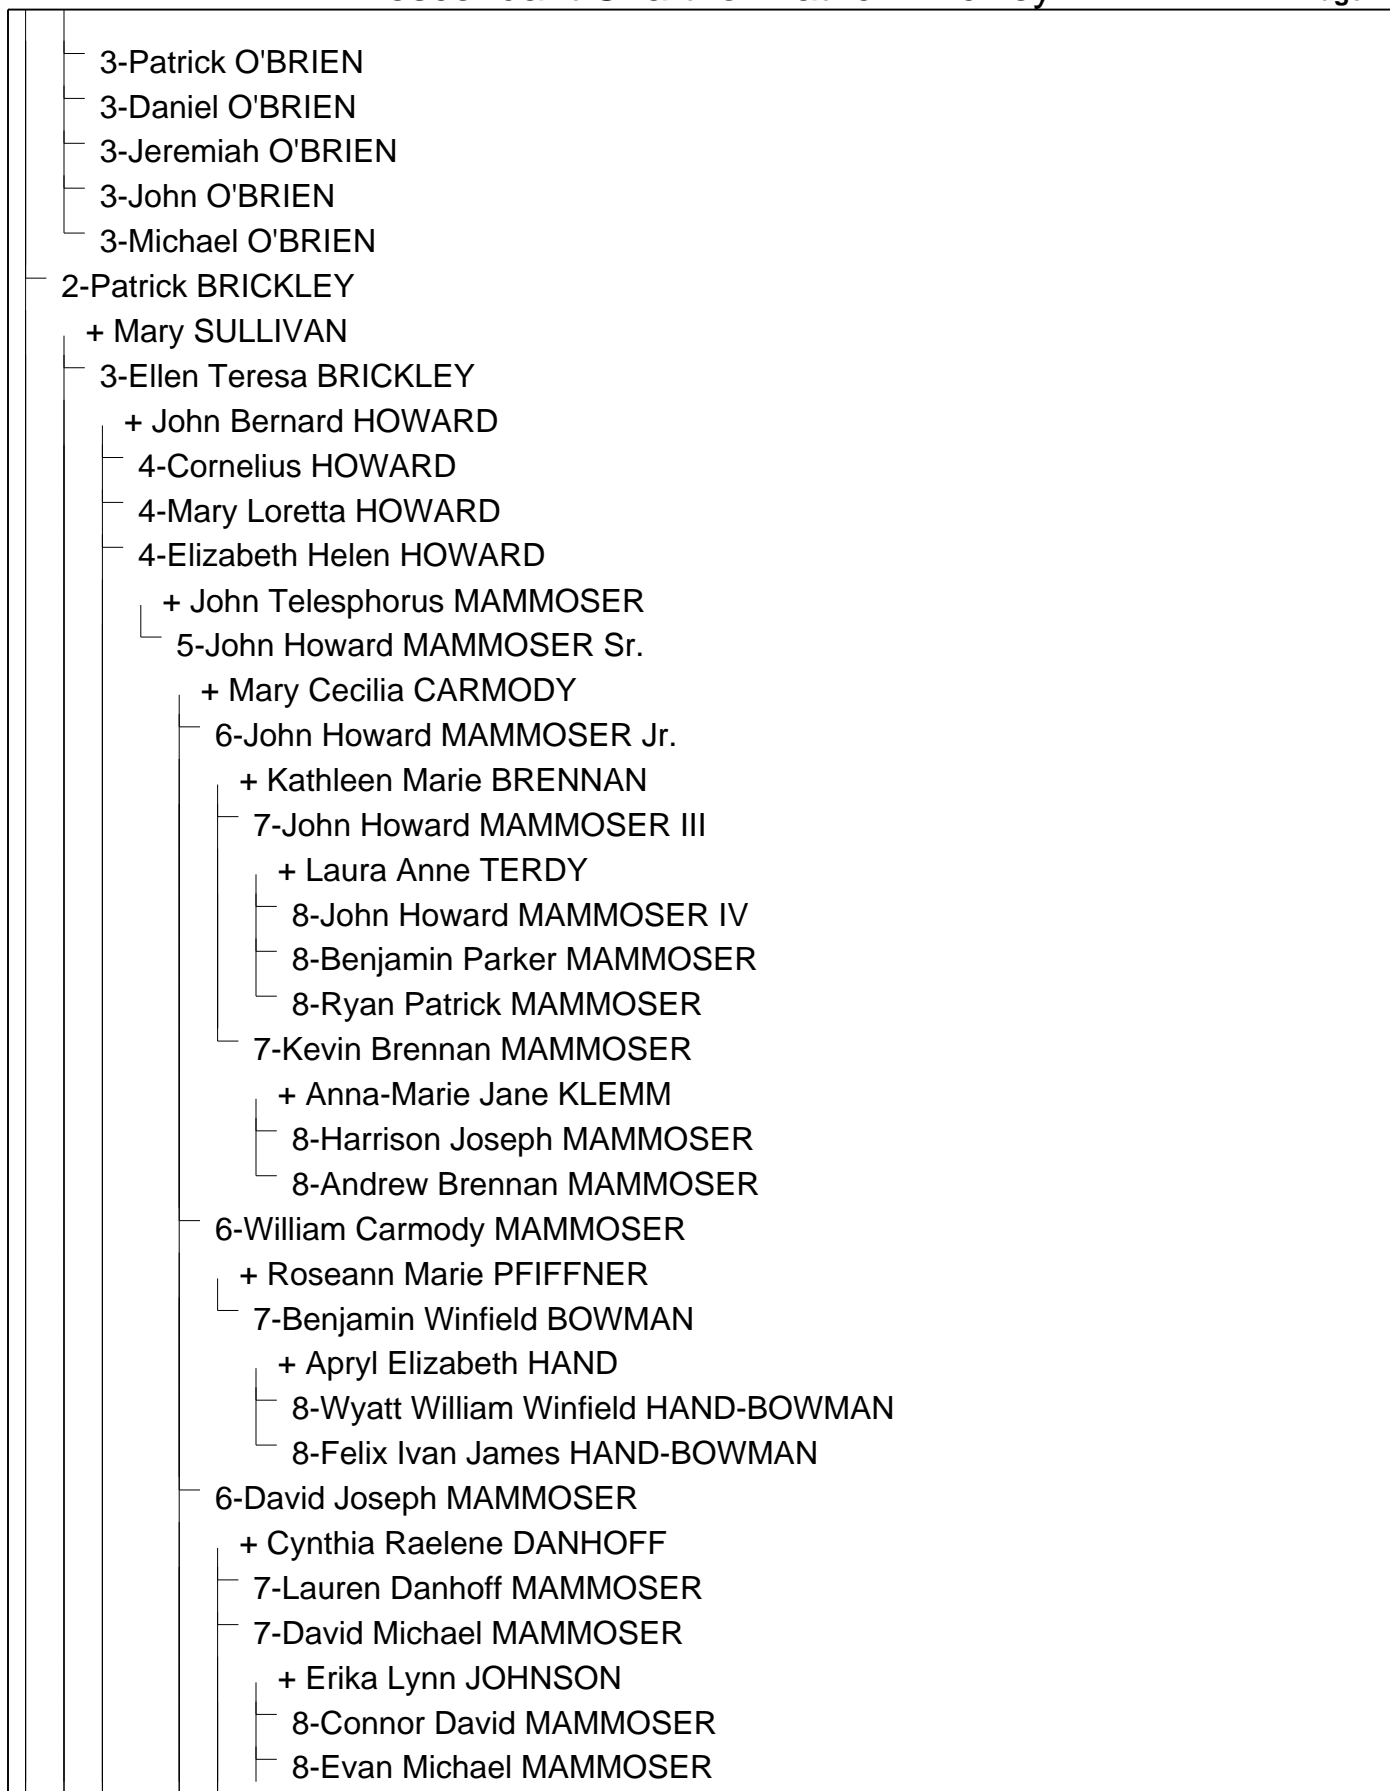 3-Patrick O'BRIEN
3-Daniel O'BRIEN
3-Jeremiah O'BRIEN
3-John O'BRIEN
3-Michael O'BRIEN
2-Patrick BRICKLEY
+ Mary SULLIVAN
3-Ellen Teresa BRICKLEY
+ John Bernard HOWARD
4-Cornelius HOWARD
4-Mary Loretta HOWARD
4-Elizabeth Helen HOWARD
+ John Telesphorus MAMMOSER
5-John Howard MAMMOSER Sr.
+ Mary Cecilia CARMODY
6-John Howard MAMMOSER Jr.
+ Kathleen Marie BRENNAN
7-John Howard MAMMOSER III
+ Laura Anne TERDY
8-John Howard MAMMOSER IV
8-Benjamin Parker MAMMOSER
8-Ryan Patrick MAMMOSER
7-Kevin Brennan MAMMOSER
+ Anna-Marie Jane KLEMM
8-Harrison Joseph MAMMOSER
8-Andrew Brennan MAMMOSER
6-William Carmody MAMMOSER
+ Roseann Marie PFIFFNER
7-Benjamin Winfield BOWMAN
+ Apryl Elizabeth HAND
8-Wyatt William Winfield HAND-BOWMAN
8-Felix Ivan James HAND-BOWMAN
6-David Joseph MAMMOSER
+ Cynthia Raelene DANHOFF
7-Lauren Danhoff MAMMOSER
7-David Michael MAMMOSER
+ Erika Lynn JOHNSON
8-Connor David MAMMOSER
8-Evan Michael MAMMOSER